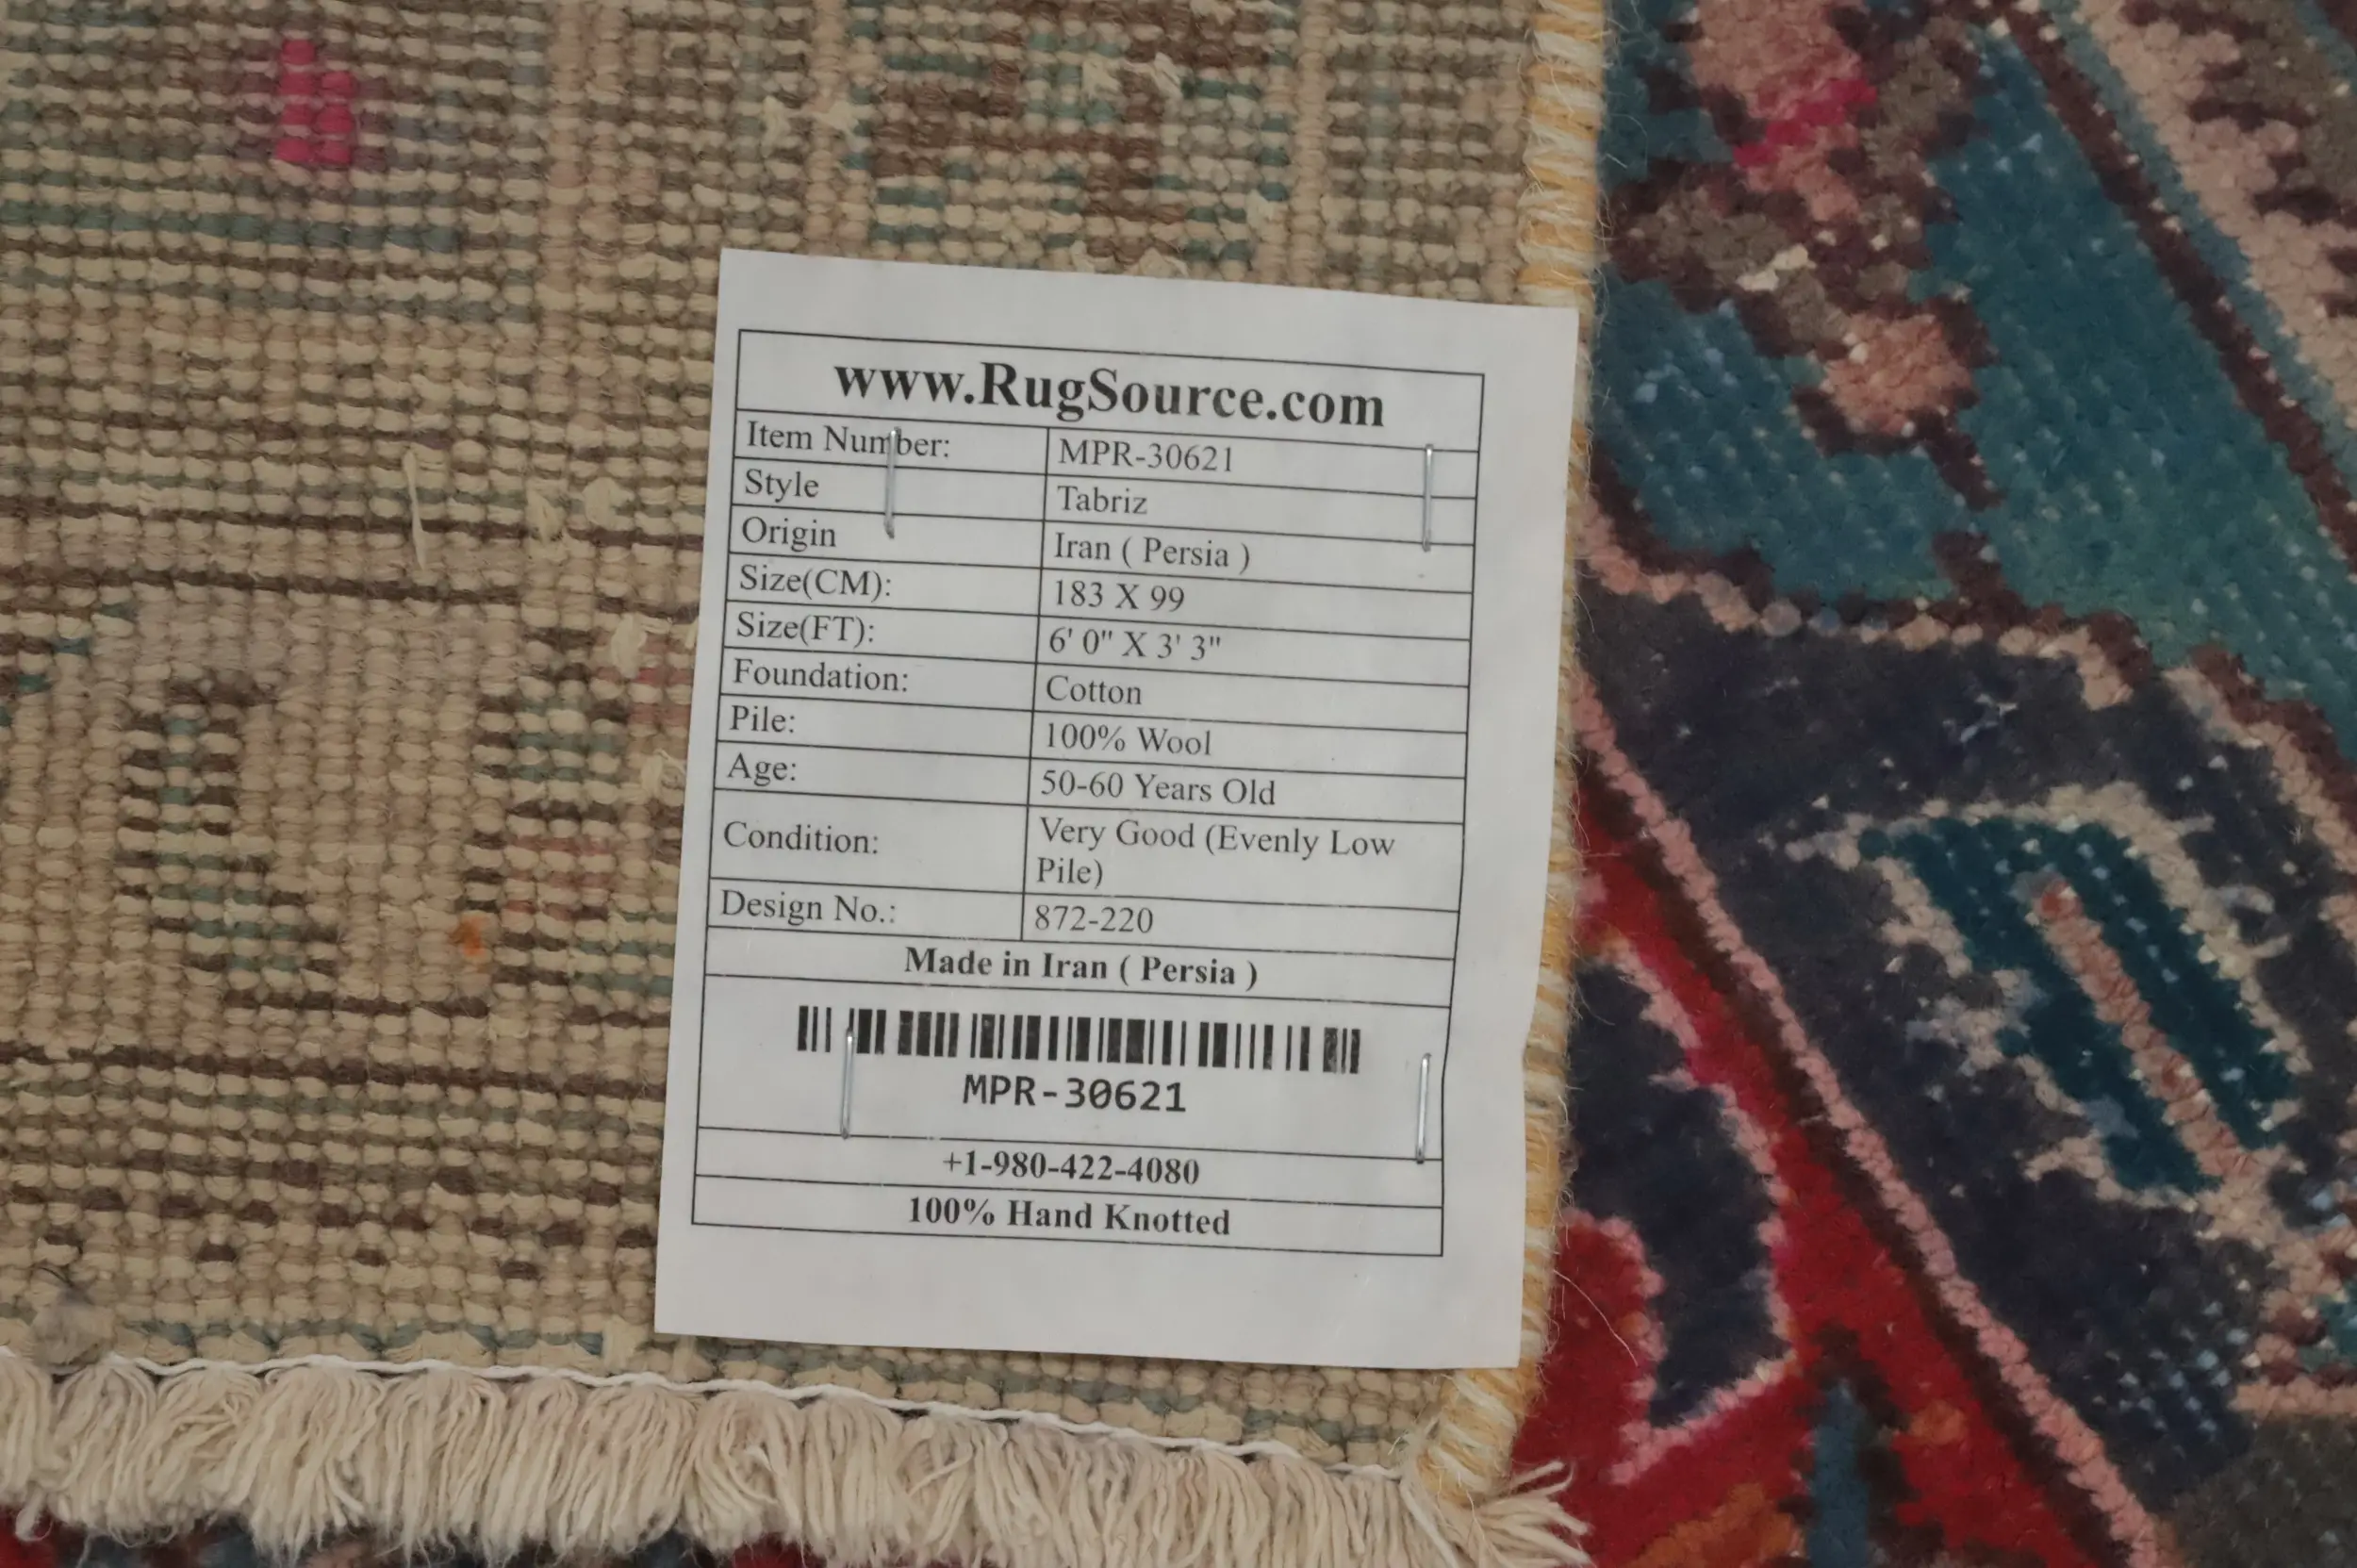 www.RugSource.com
Item Number: MPR-30621
Style Tabriz
Origin Iran ( Persia )
Size(CM): 183 X 99
Size(FT): 6' 0" X 3' 3"
Foundation: Cotton
Pile: 100% Wool
Age: 50-60 Years Old
Condition: Very Good (Evenly Low
Pile)
Design No.: 872-220
Made in Iran ( Persia )
MPR-30621
+1-980-422-4080
100% Hand Knotted